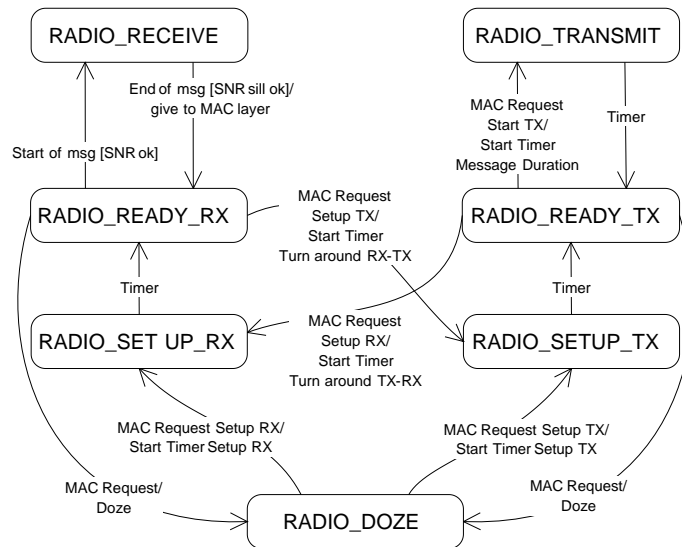 RADIO_RECEIVE
RADIO_TRANSMIT
End of msg [SNR sill ok]/
give to MAC layer
Start of msg [SNR ok]
MAC Request
Start TX/
Start Timer
Message Duration
Timer
RADIO_READY_RX
MAC Request
Setup TX/
Start Timer
Turn around RX-TX
RADIO_READY_TX
Timer
Timer
RADIO_SET UP_RX
MAC Request
Setup RX/
Start Timer
Turn around TX-RX
RADIO_SETUP_TX
MAC Request Setup RX/
Start Timer Setup RX
MAC Request Setup TX/
Start Timer Setup TX
MAC Request/
Doze
RADIO_DOZE
MAC Request/
Doze